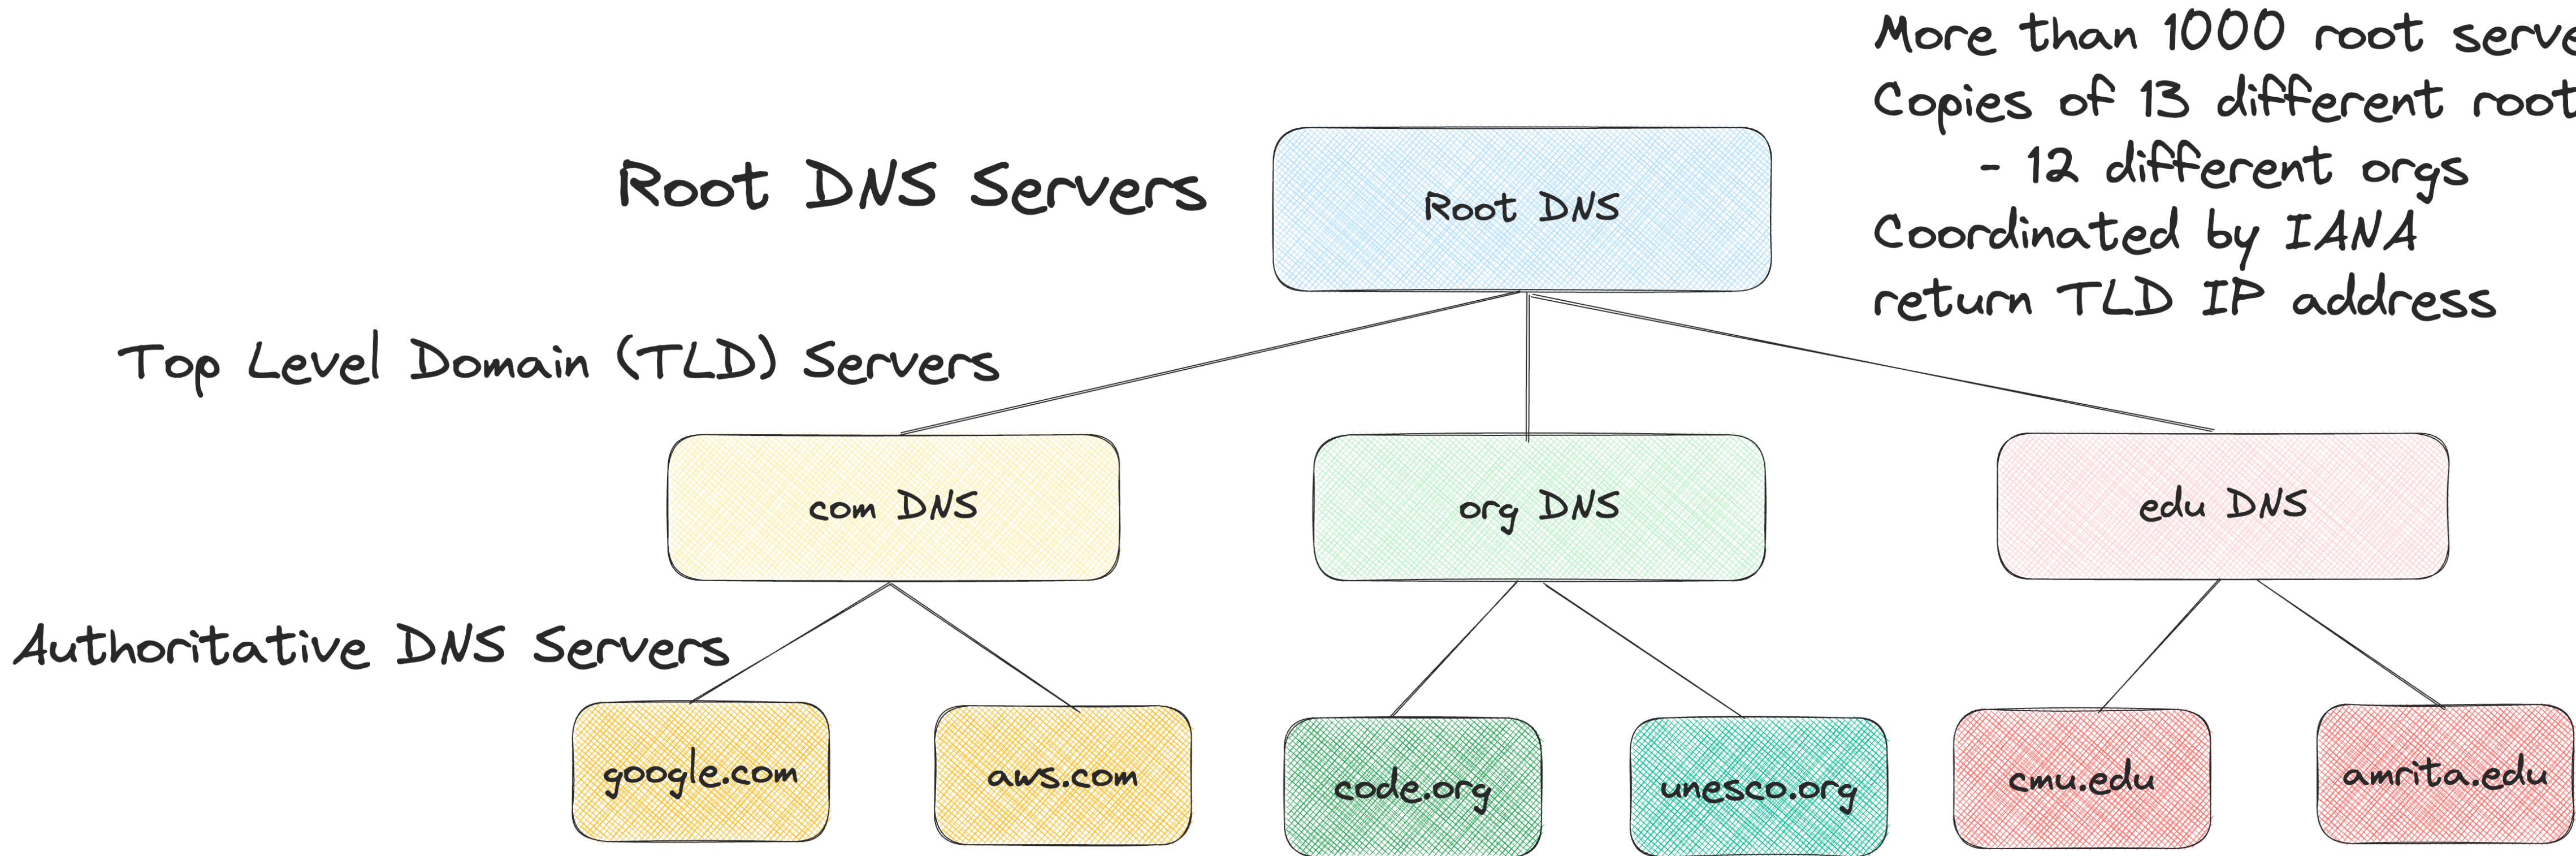 More than 1000 root serve
Copies of 13 different root
- 12 different orgs
Coordinated by IANA
return TLD IP address
Root DNS Servers
Root DNS
Top Level Domain (TLD) Servers
com DNS
org DNS
edu DNS
Authoritative DNS Servers
google.com
aws.com
code.org
unesco.org
cmu.edu
amrita.edu